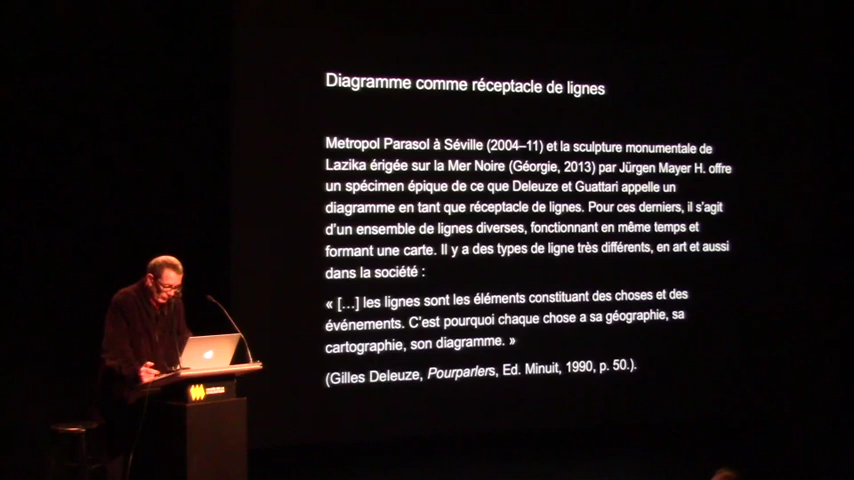 Diagramme comme réceptacle de lignes
Metropol Parasol à Séville (2004–11) et la sculpture monumentale de
Lazika érigée sur la Mer Noire (Géorgie, 2013) par Jürgen Mayer H. offre
un spécimen épique de ce que Deleuze et Guattari appelle un
diagramme en tant que réceptacle de lignes. Pour ces derniers, il s’agit
d’un ensemble de lignes diverses, fonctionnant en même temps et
formant une carte. Il y a des types de ligne très différents, en art et aussi
dans la société :
« […] les lignes sont les éléments constituant des choses et des
événements. C’est pourquoi chaque chose a sa géographie, sa
cartographie, son diagramme. »
(Gilles Deleuze, Pourparlers, Ed. Minuit, 1990, p. 50.).